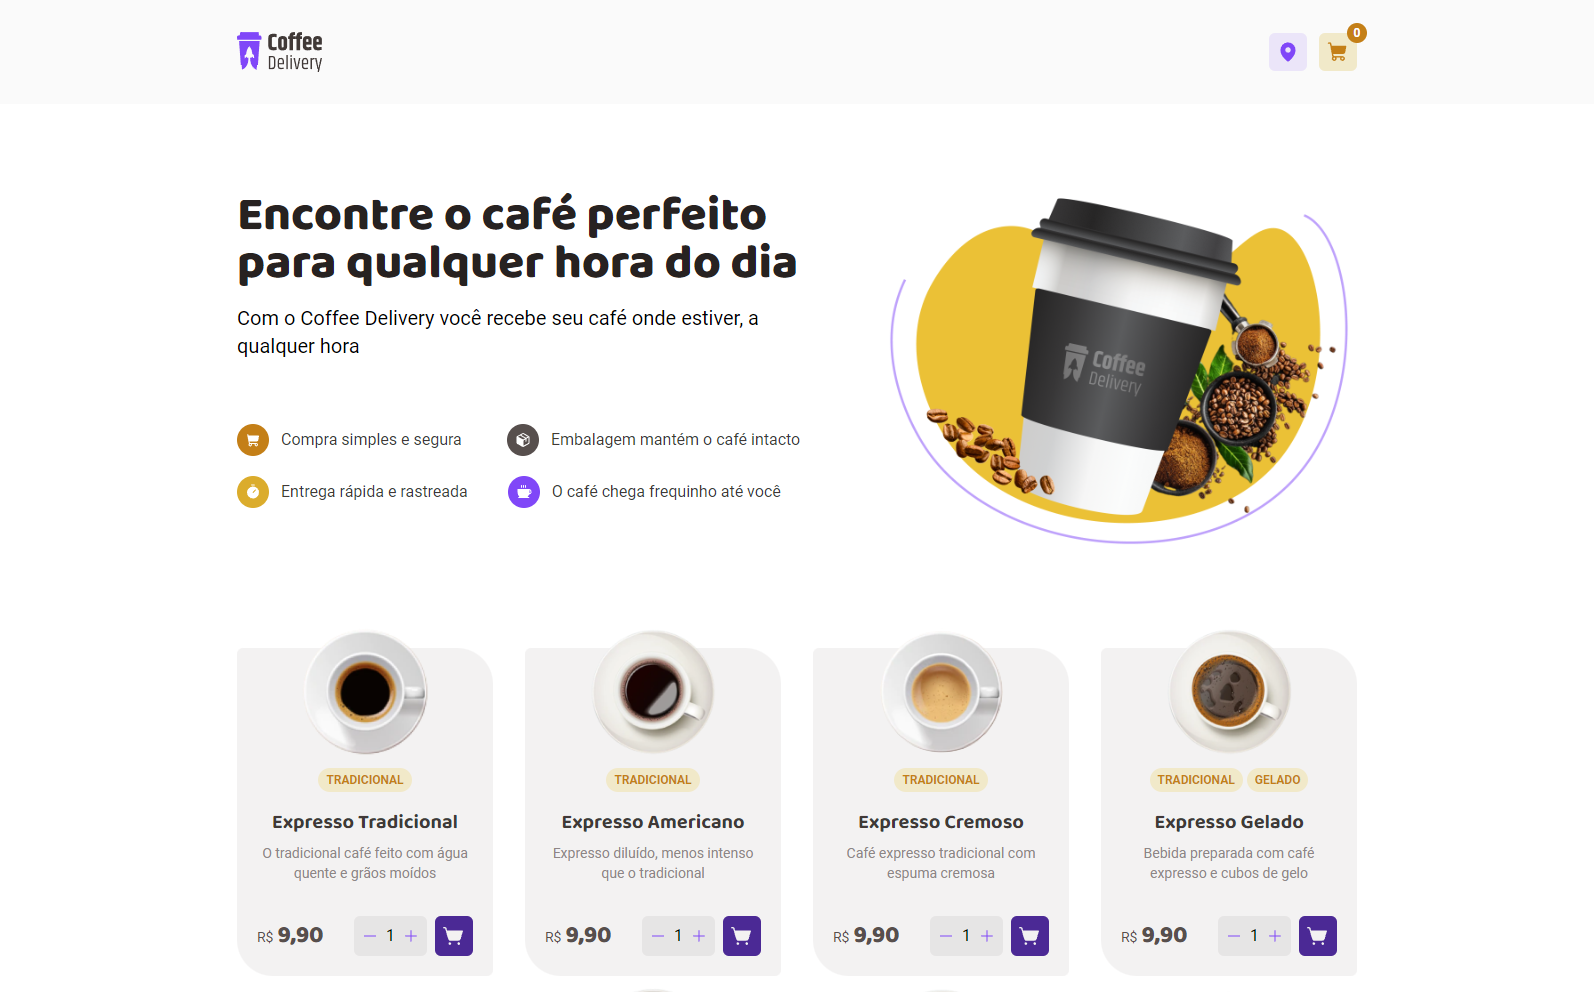 Coffee
Delivery
0
Encontre o café perfeito
para qualquer hora do dia
Com o Coffee Delivery você recebe seu café onde estiver, a
qualquer hora
Compra simples e segura
Embalagem mantém o café intacto
Entrega rápida e rastreada
O café chega frequinho até você
Coffee
Delivery
TRADICIONAL
Expresso Tradicional
O tradicional café feito com água
quente e grãos moídos
R$ 9,90
1
TRADICIONAL
Expresso Americano
Expresso diluído, menos intenso
que o tradicional
R$ 9,90
1
TRADICIONAL
Expresso Cremoso
Café expresso tradicional com
espuma cremosa
R$ 9,90
1
TRADICIONAL GELADO
Expresso Gelado
Bebida preparada com café
expresso e cubos de gelo
R$ 9,90
1